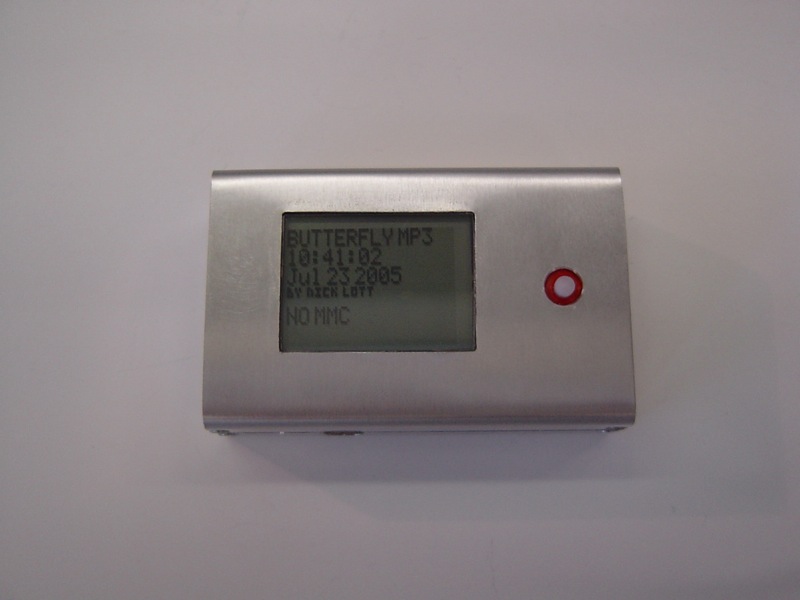 BUTTERFLY MP3
10:41:02
Jul 23 2005
BY DICK LOTT
NO MMC